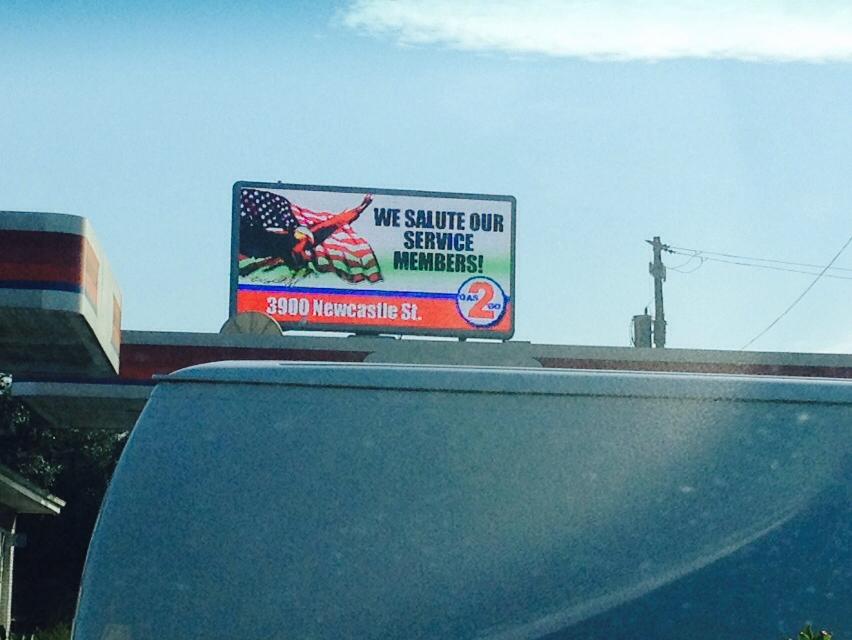 WE SALUTE OUR
SERVICE
MEMBERS!
3900 Newcastle St.
GAS 2 GO